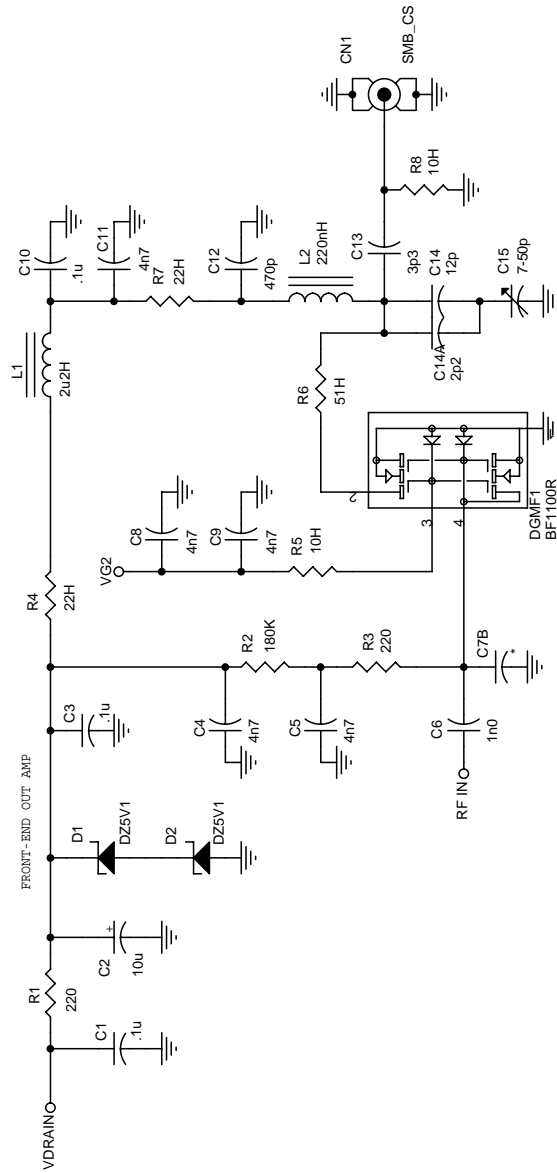 VDRAIN
C1
.1u
R1
220
C2
+
10u
FRONT-END OUT AMP
D1
DZ5V1
D2
DZ5V1
C3
.1u
R4
22H
L1
2u2H
C10
.1u
C11
4n7
R7
22H
C12
470p
L2
220nH
C13
3p3
R8
10H
CN1
SMB_CS
C14
12p
C14A
2p2
C15
7-50p
R6
51H
VG2
C8
4n7
C9
4n7
R5
10H
2
3
4
DGMF1
BF1100R
C4
4n7
R2
180K
C5
4n7
R3
220
RF IN
C6
1n0
C7B
*